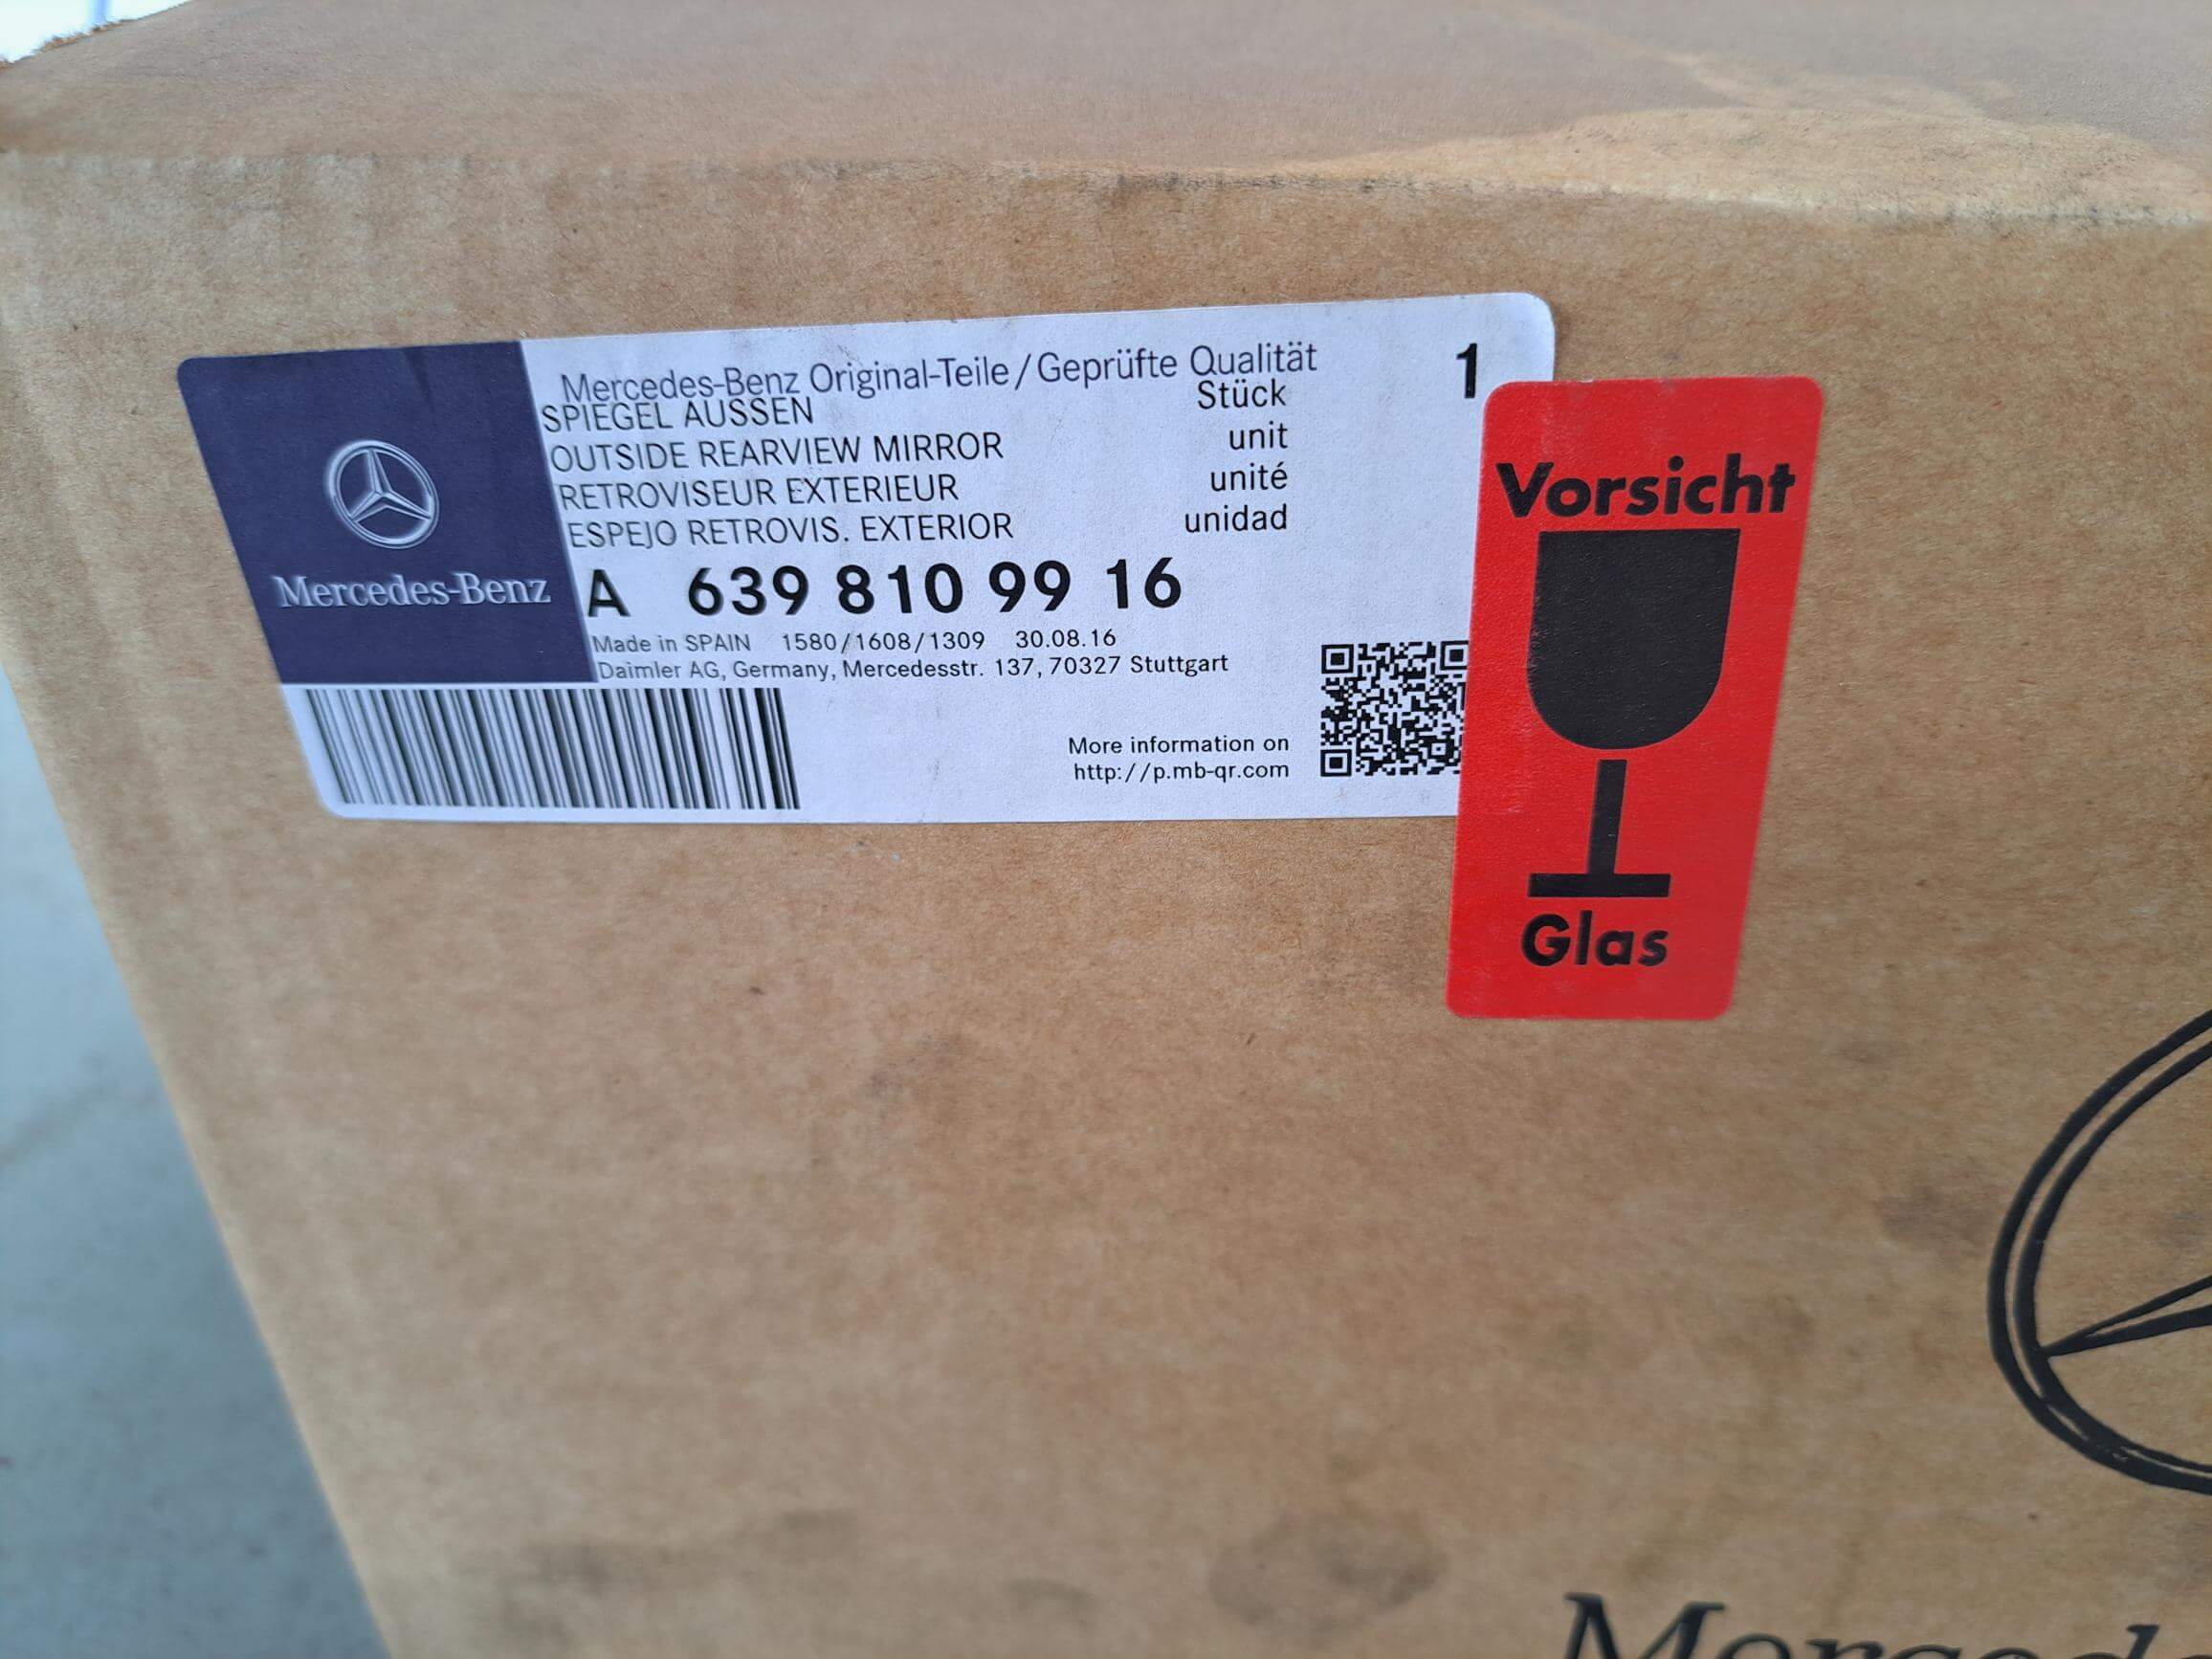 Mercedes-Benz Original-Teile/Geprüfte Qualität 1
SPIEGEL AUSSEN Stück
OUTSIDE REARVIEW MIRROR unit
RETROVISEUR EXTERIEUR unité
ESPEJO RETROVIS. EXTERIOR unidad
Mercedes-Benz
A 639 810 99 16
Made in SPAIN 1580/1608/1309 30.08.16
Daimler AG, Germany, Mercedesstr. 137, 70327 Stuttgart
More information on
http://p.mb-qr.com
Vorsicht
Glas